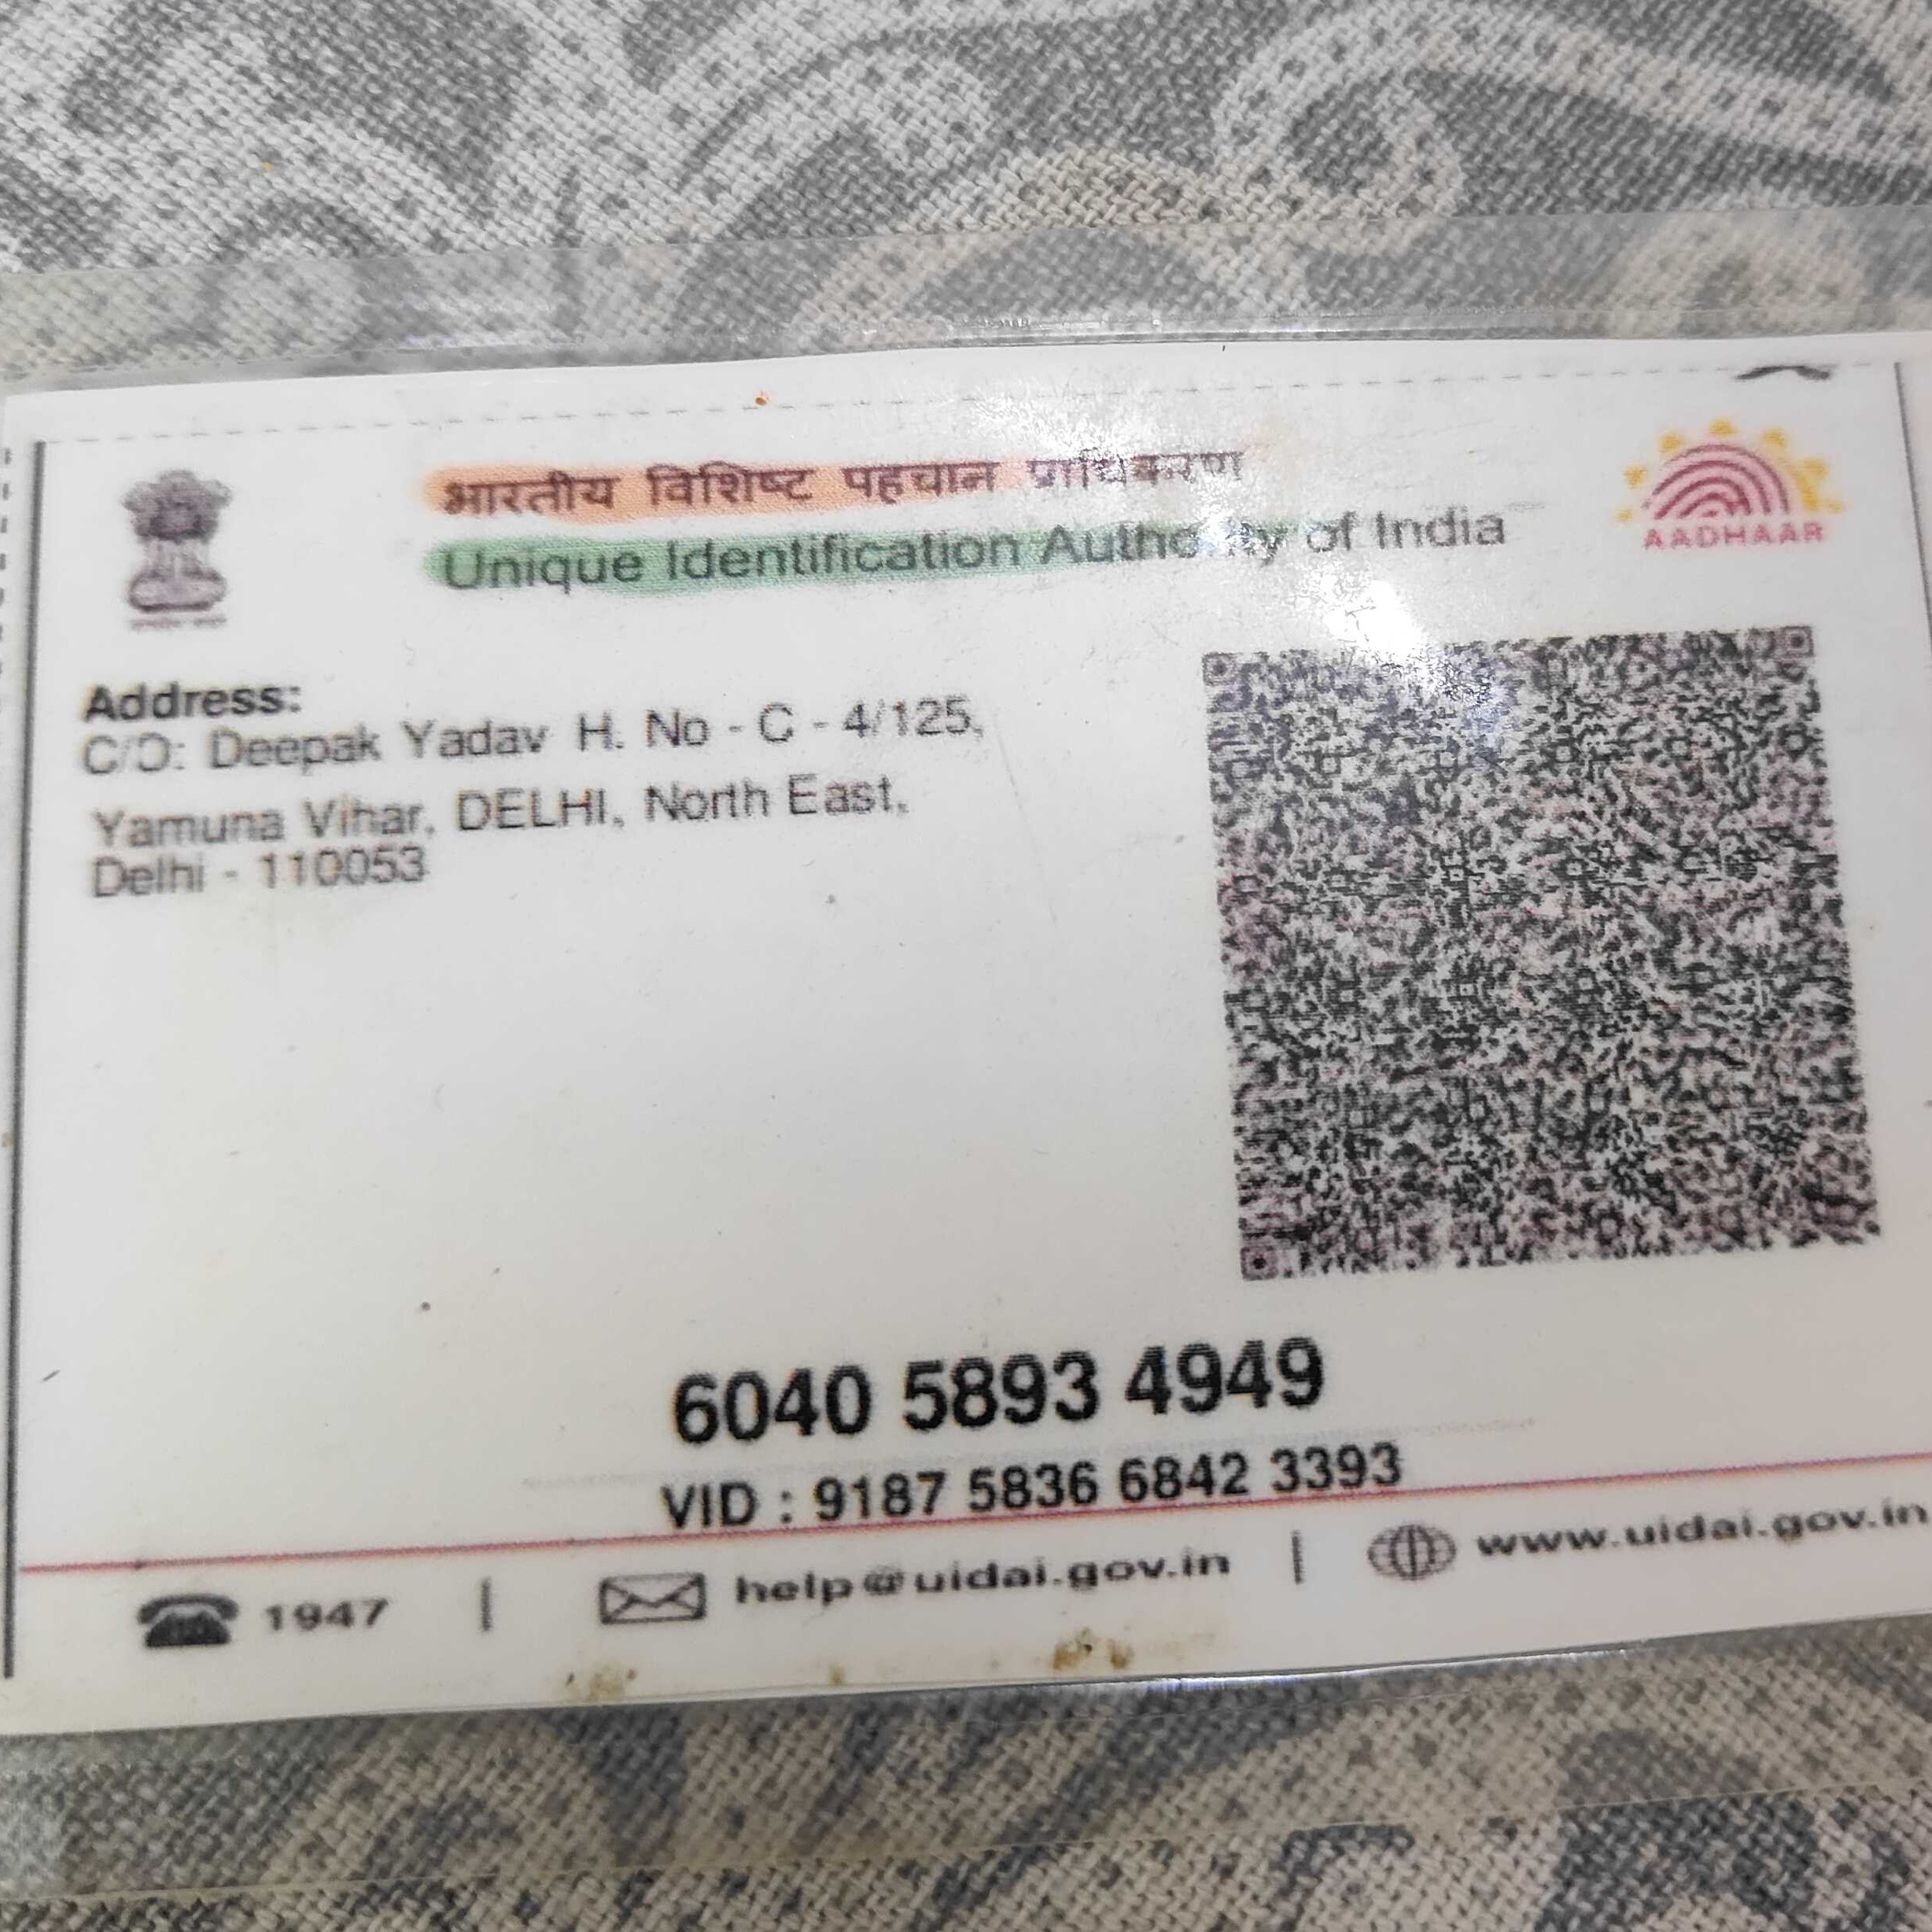 भारतीय विशिष्ट पहचान प्राधिकरण
Unique Identification Authority of India
AADHAAR
Address:
C/O: Deepak Yadav H. No - C - 4/125,
Yamuna Vihar, DELHI, North East,
Delhi - 110053
6040 5893 4949
VID : 9187 5836 6842 3393
1947 | help@uidai.gov.in | www.uidai.gov.in